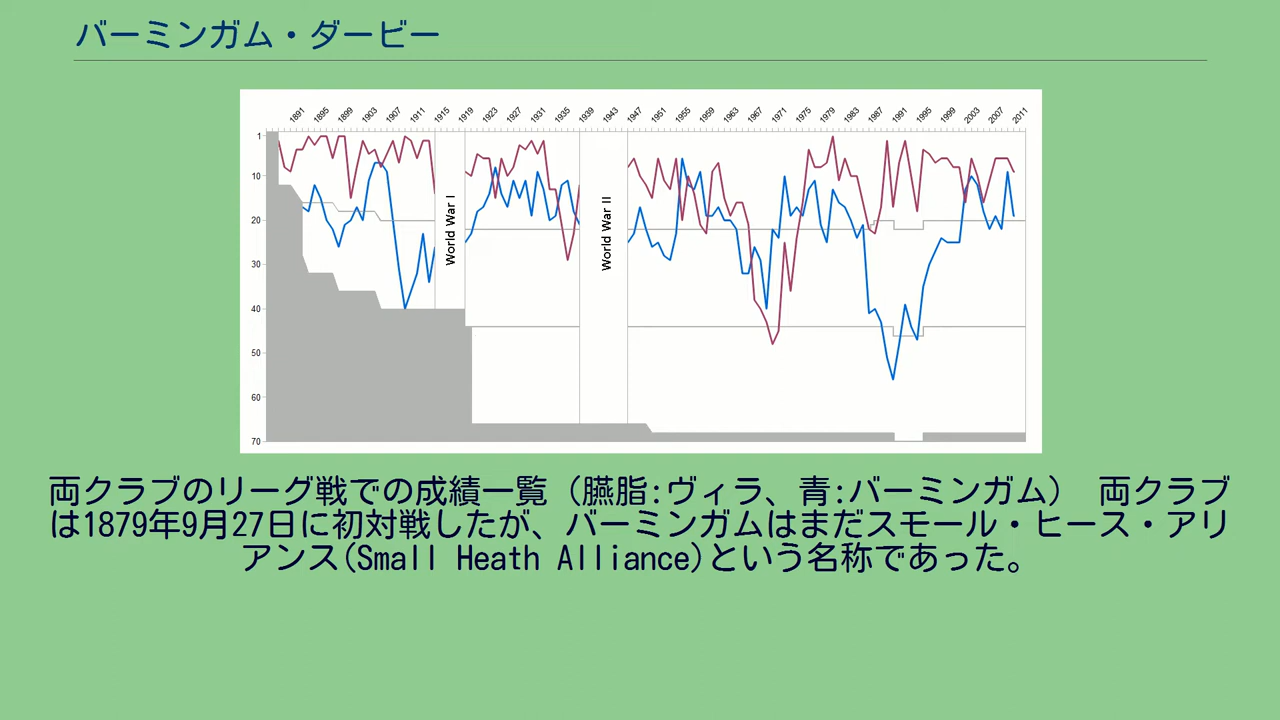 バーミンガム・ダービー
1891 1895 1899 1903 1907 1911 1915 1919 1923 1927 1931 1935 1939 1943 1947 1951 1955 1959 1963 1967 1971 1975 1979 1983 1987 1991 1995 1999 2003 2007 2011
1
10
20
30
40
50
60
70
World War I
World War II
両クラブのリーグ戦での成績一覧（臙脂:ヴィラ、青:バーミンガム） 両クラブ
は1879年9月27日に初対戦したが、バーミンガムはまだスモール・ヒース・アリ
アンス(Small Heath Alliance)という名称であった。